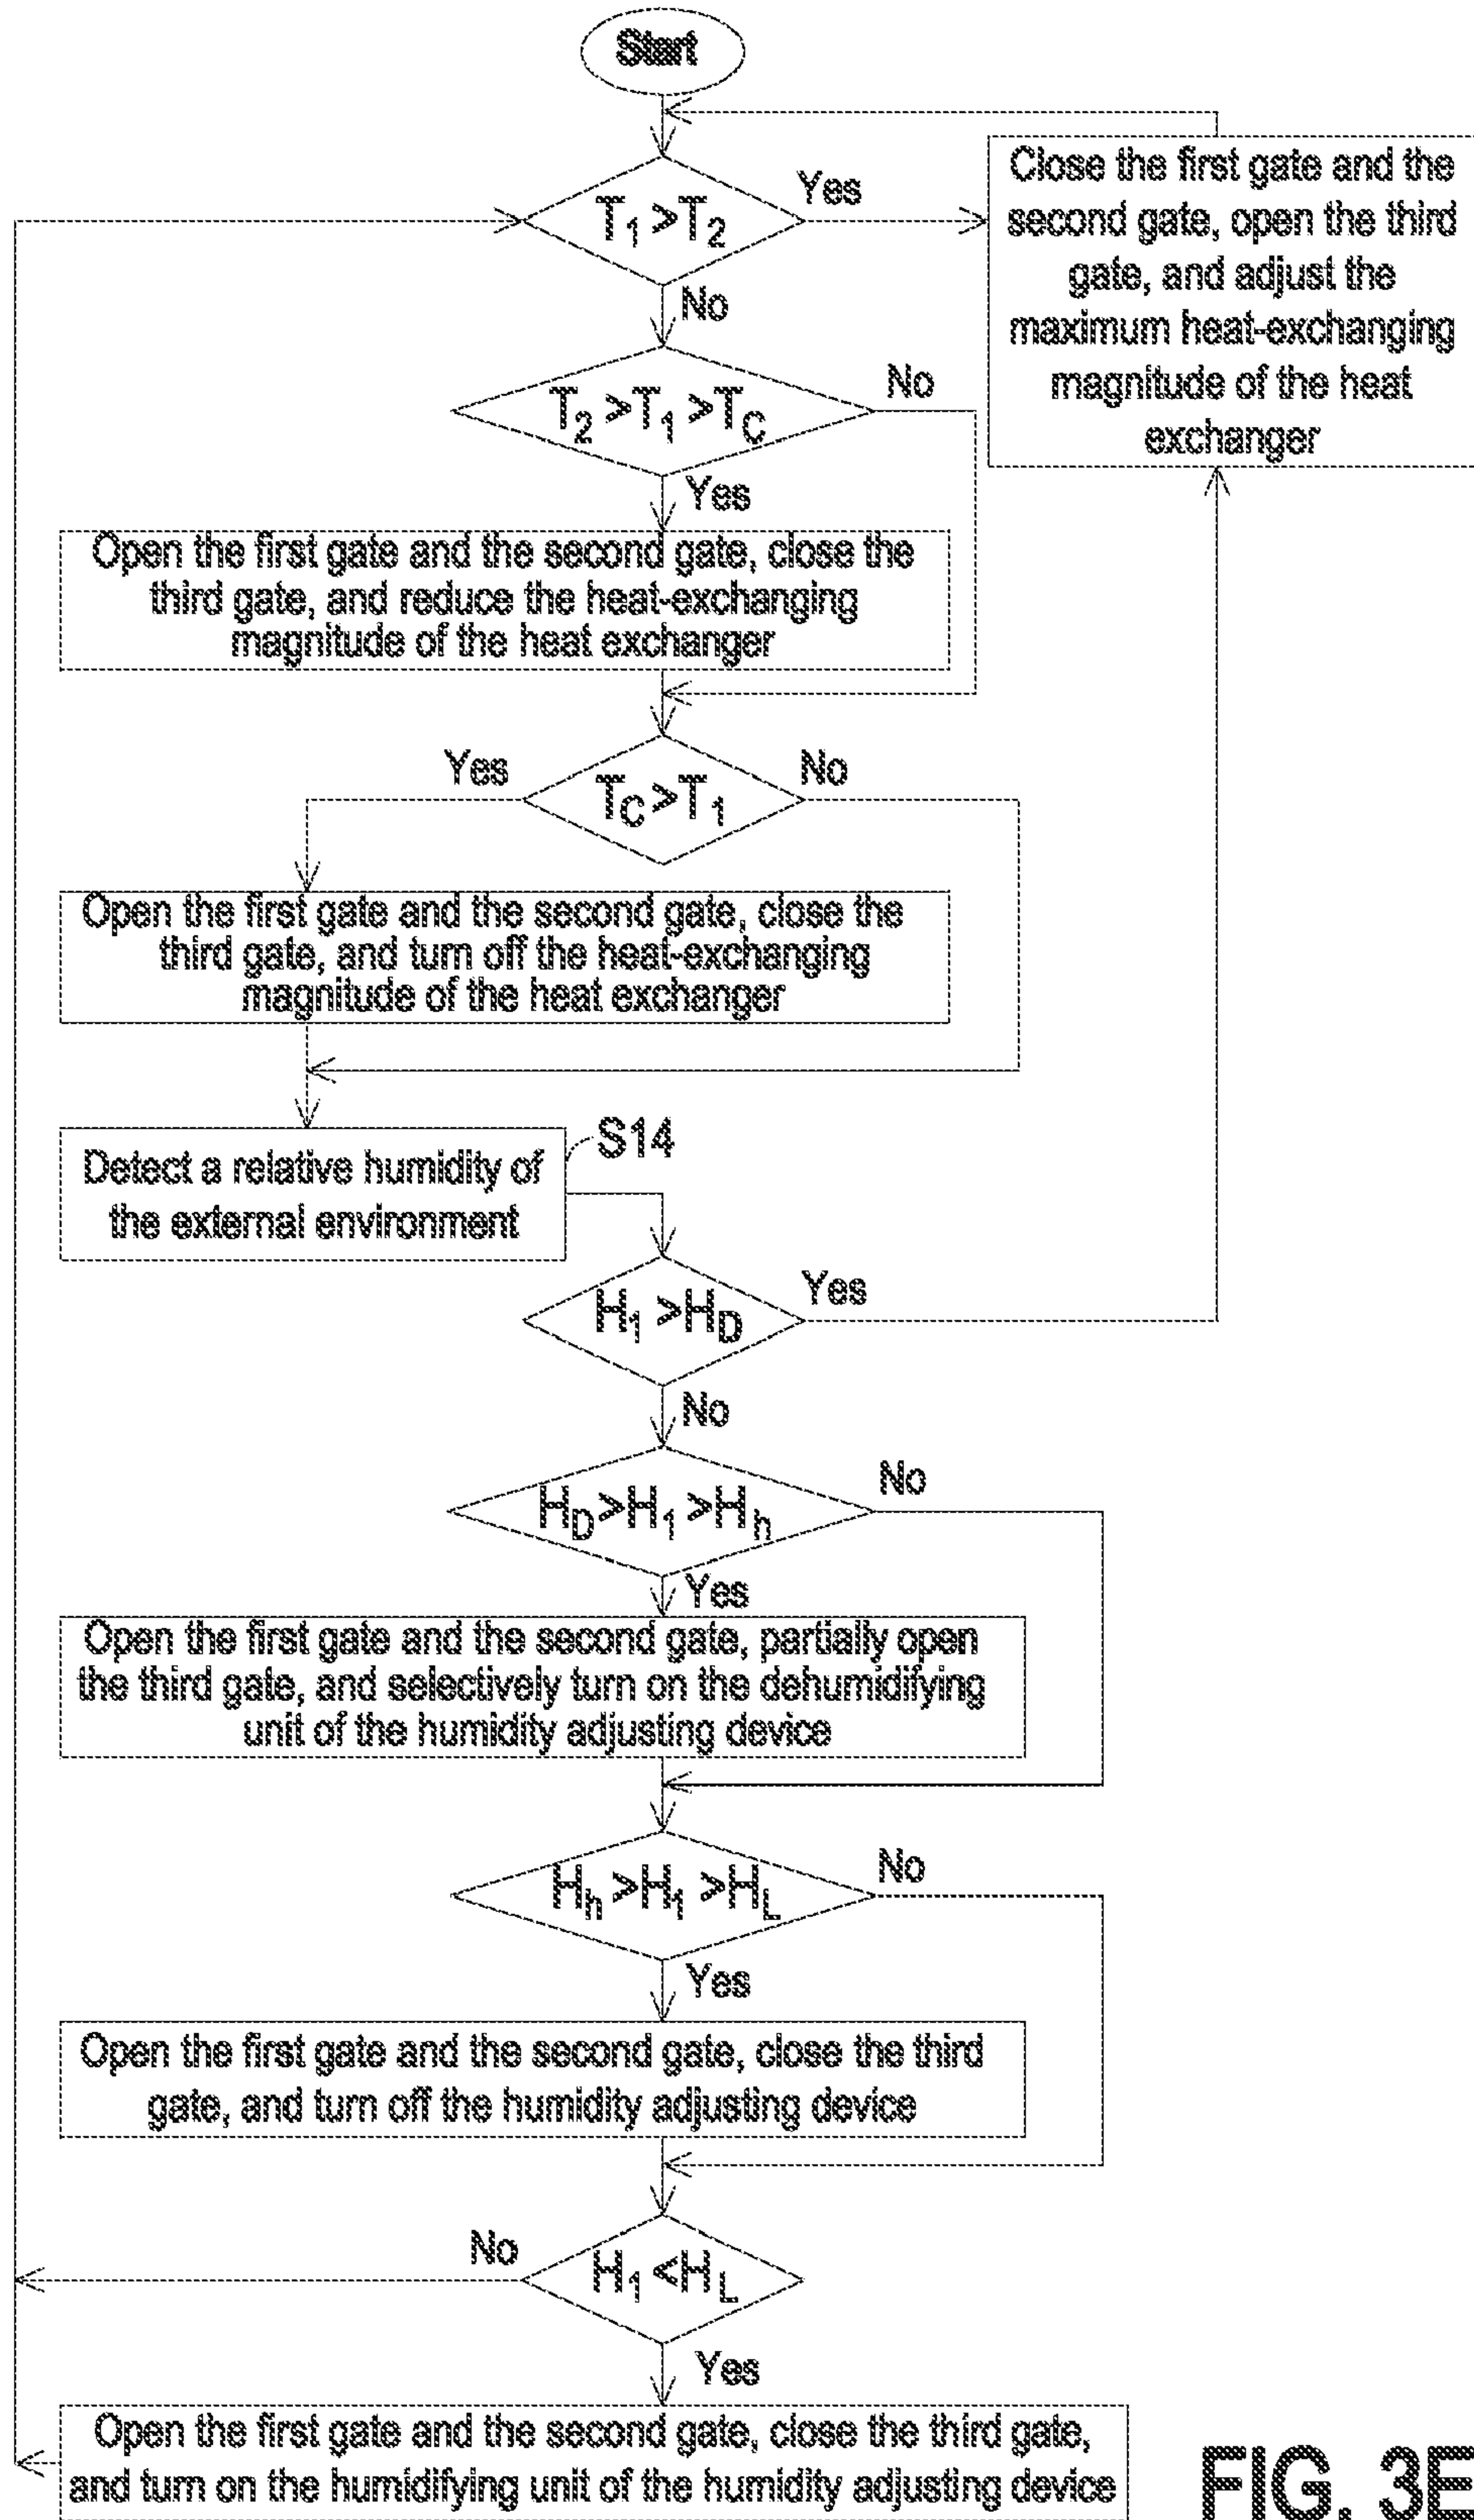 Start
T₁ >T₂
Yes
Close the first gate and the
second gate, open the third
gate, and adjust the
maximum heat-exchanging
magnitude of the heat
exchanger
No
T₂ >T₁ >T_C
No
Yes
Open the first gate and the second gate, close the
third gate, and reduce the heat-exchanging
magnitude of the heat exchanger
Yes
T_C>T₁
No
Open the first gate and the second gate, close the
third gate, and turn off the heat-exchanging
magnitude of the heat exchanger
Detect a relative humidity of
the external environment
S14
H₁ >H_D
Yes
No
H_D>H₁ >H_h
No
Yes
Open the first gate and the second gate, partially open
the third gate, and selectively turn on the dehumidifying
unit of the humidity adjusting device
H_h >H₁ >H_L
No
Yes
Open the first gate and the second gate, close the third
gate, and turn off the humidity adjusting device
No
H₁ <H_L
Yes
Open the first gate and the second gate, close the third gate,
and turn on the humidifying unit of the humidity adjusting device
FIG. 3E